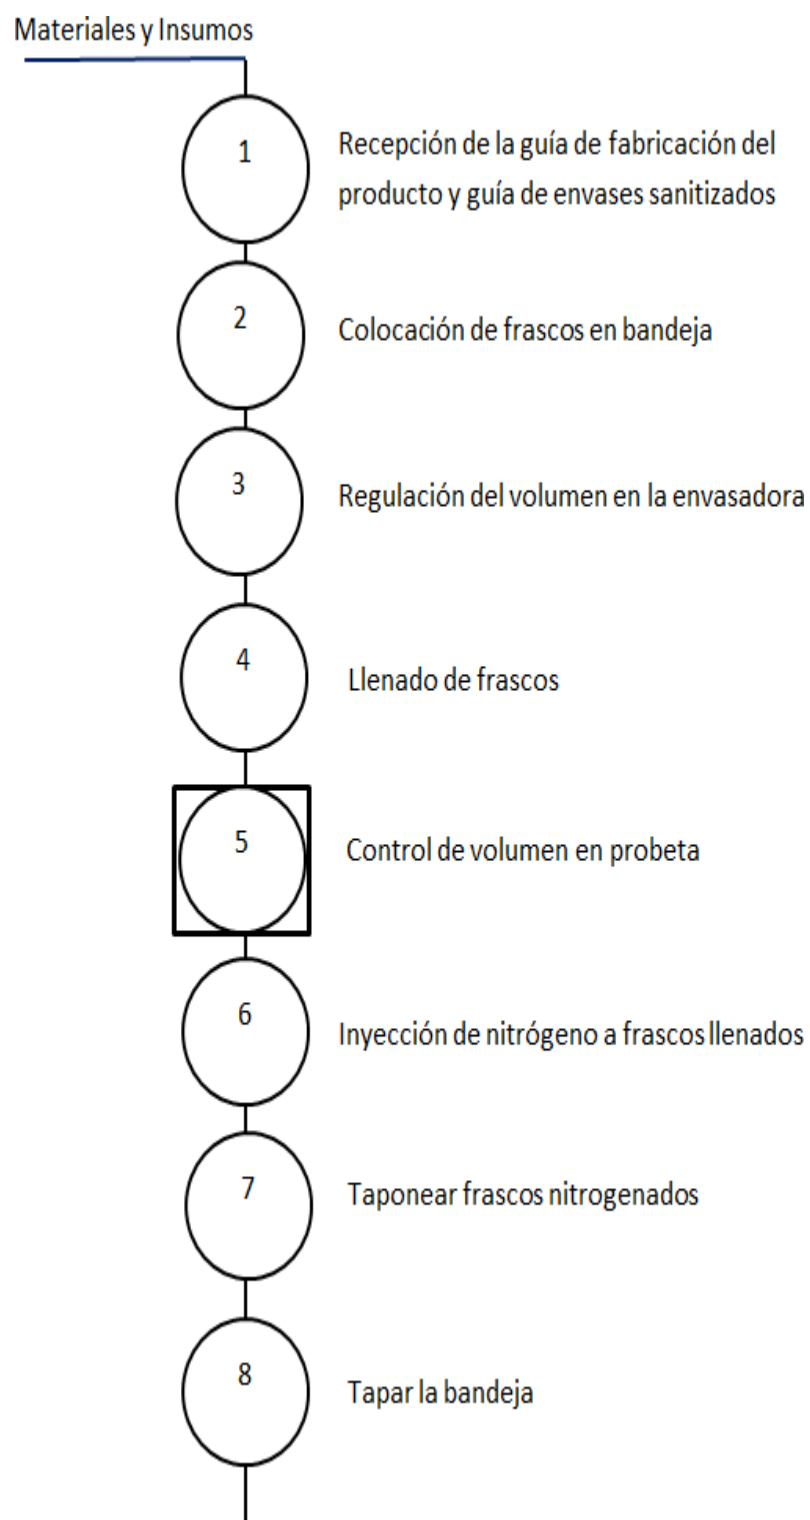 Materiales y Insumos
1
Recepción de la guía de fabricación del
producto y guía de envases sanitizados
2
Colocación de frascos en bandeja
3
Regulación del volumen en la envasadora
4
Llenado de frascos
5
Control de volumen en probeta
6
Inyección de nitrógeno a frascos llenados
7
Taponear frascos nitrogenados
8
Tapar la bandeja